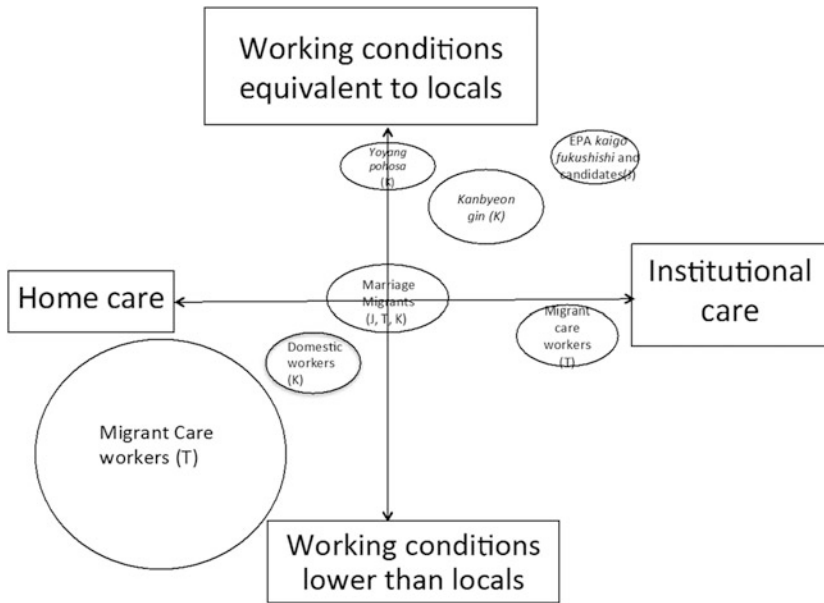 Working conditions
equivalent to locals
Yoyang
pohosa
(K)
EPA kaigo
fukushishi and
candidates(J)
Kanbyeon
gin (K)
Home care
Marriage
Migrants
(J, T, K)
Institutional
care
Migrant
care
workers
(T)
Domestic
workers
(K)
Migrant Care
workers (T)
Working conditions
lower than locals